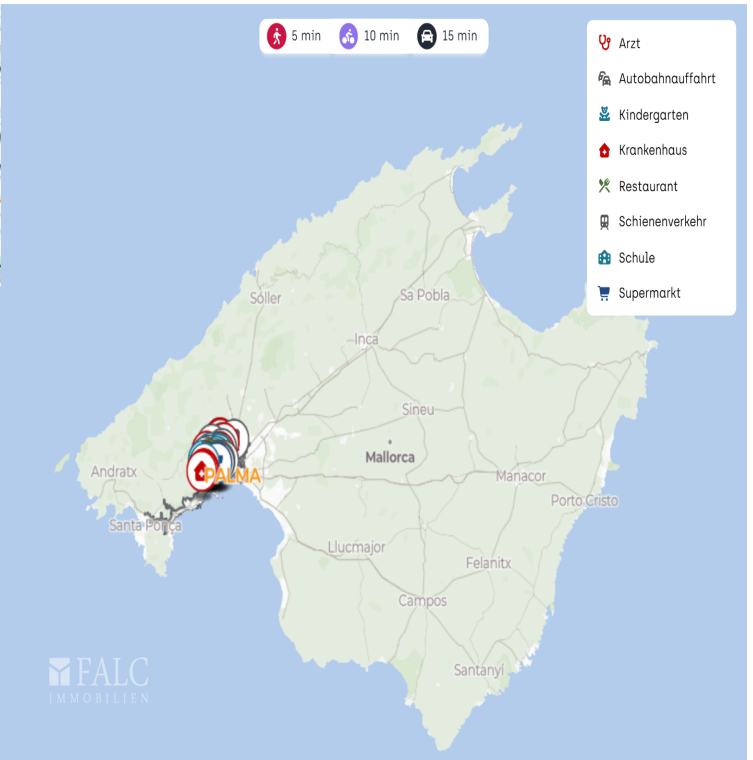 5 min
10 min
15 min
Arzt
Autobahnauffahrt
Kindergarten
Krankenhaus
Restaurant
Schienenverkehr
Schule
Supermarkt
Sóller
Sa Pobla
Inca
Sineu
Mallorca
Andratx
PALMA
Manacor
Porto Cristo
Santa Ponça
Llucmajor
Felanitx
Campos
Santanyí
FALC
IMMOBILIEN